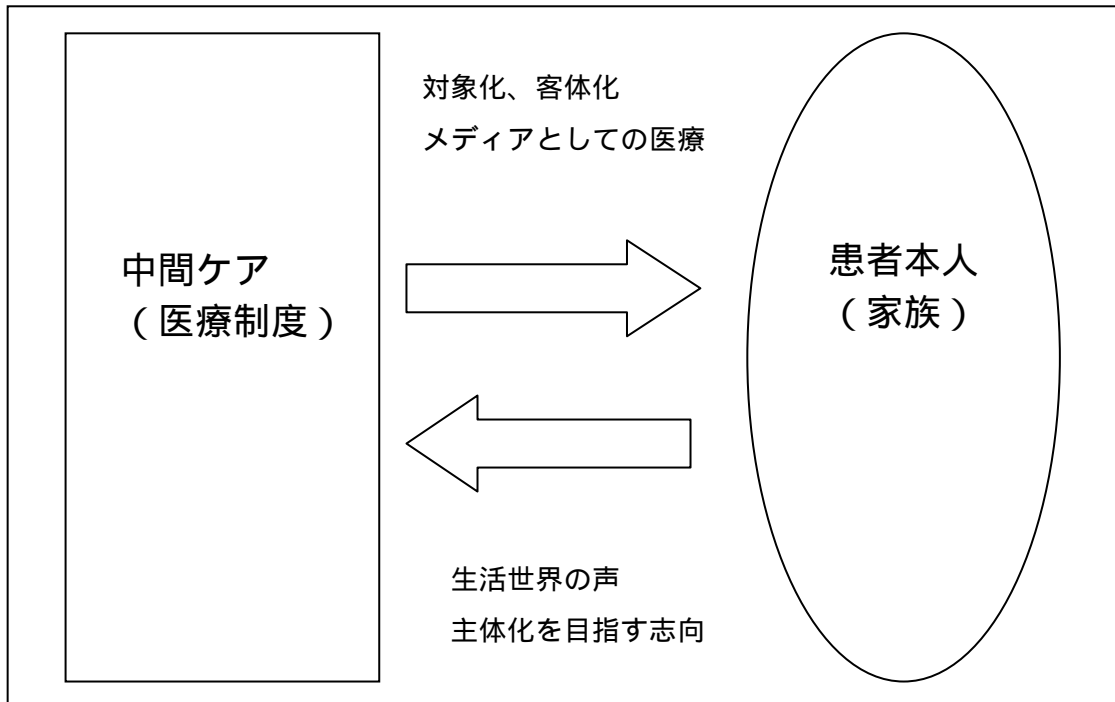 対象化、客体化
メディアとしての医療
中間ケア
（医療制度）
患者本人
（家族）
生活世界の声
主体化を目指す志向